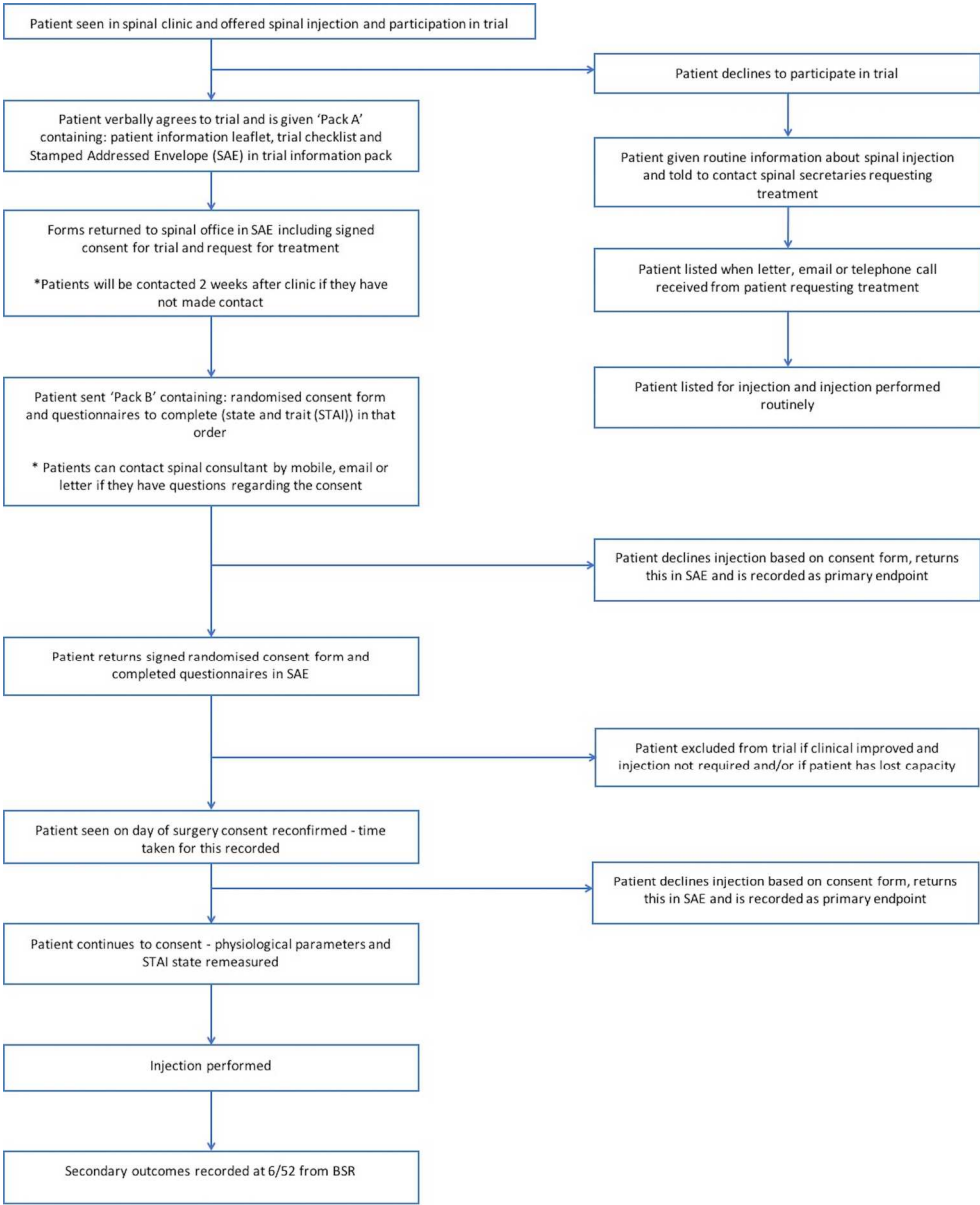 Patient seen in spinal clinic and offered spinal injection and participation in trial
Patient declines to participate in trial
Patient verbally agrees to trial and is given ‘Pack A’
containing: patient information leaflet, trial checklist and
Stamped Addressed Envelope (SAE) in trial information pack
Patient given routine information about spinal injection
and told to contact spinal secretaries requesting
treatment
Forms returned to spinal office in SAE including signed
consent for trial and request for treatment
*Patients will be contacted 2 weeks after clinic if they have
not made contact
Patient listed when letter, email or telephone call
received from patient requesting treatment
Patient listed for injection and injection performed
routinely
Patient sent ‘Pack B’ containing: randomised consent form
and questionnaires to complete (state and trait (STAI)) in that
order
* Patients can contact spinal consultant by mobile, email or
letter if they have questions regarding the consent
Patient declines injection based on consent form, returns
this in SAE and is recorded as primary endpoint
Patient returns signed randomised consent form and
completed questionnaires in SAE
Patient excluded from trial if clinical improved and
injection not required and/or if patient has lost capacity
Patient seen on day of surgery consent reconfirmed - time
taken for this recorded
Patient declines injection based on consent form, returns
this in SAE and is recorded as primary endpoint
Patient continues to consent - physiological parameters and
STAI state remeasured
Injection performed
Secondary outcomes recorded at 6/52 from BSR